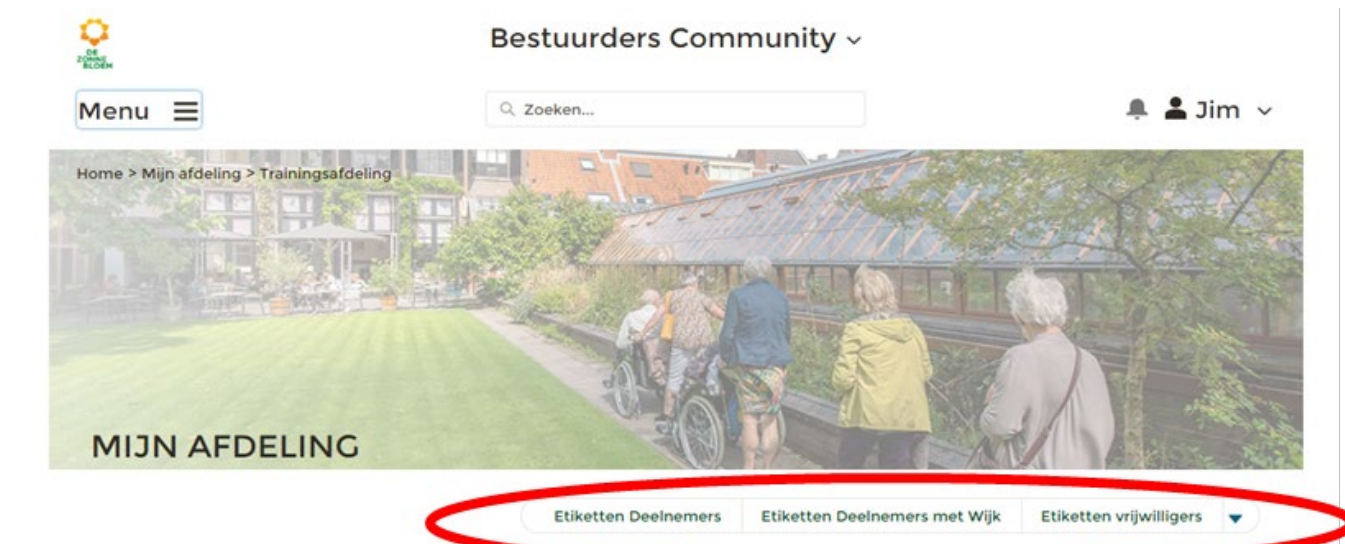 DE
ZONNE
BLOEM
Bestuurders Community
Menu
Zoeken...
Jim
Home > Mijn afdeling > Trainingsafdeling
MIJN AFDELING
Etiketten Deelnemers
Etiketten Deelnemers met Wijk
Etiketten vrijwilligers